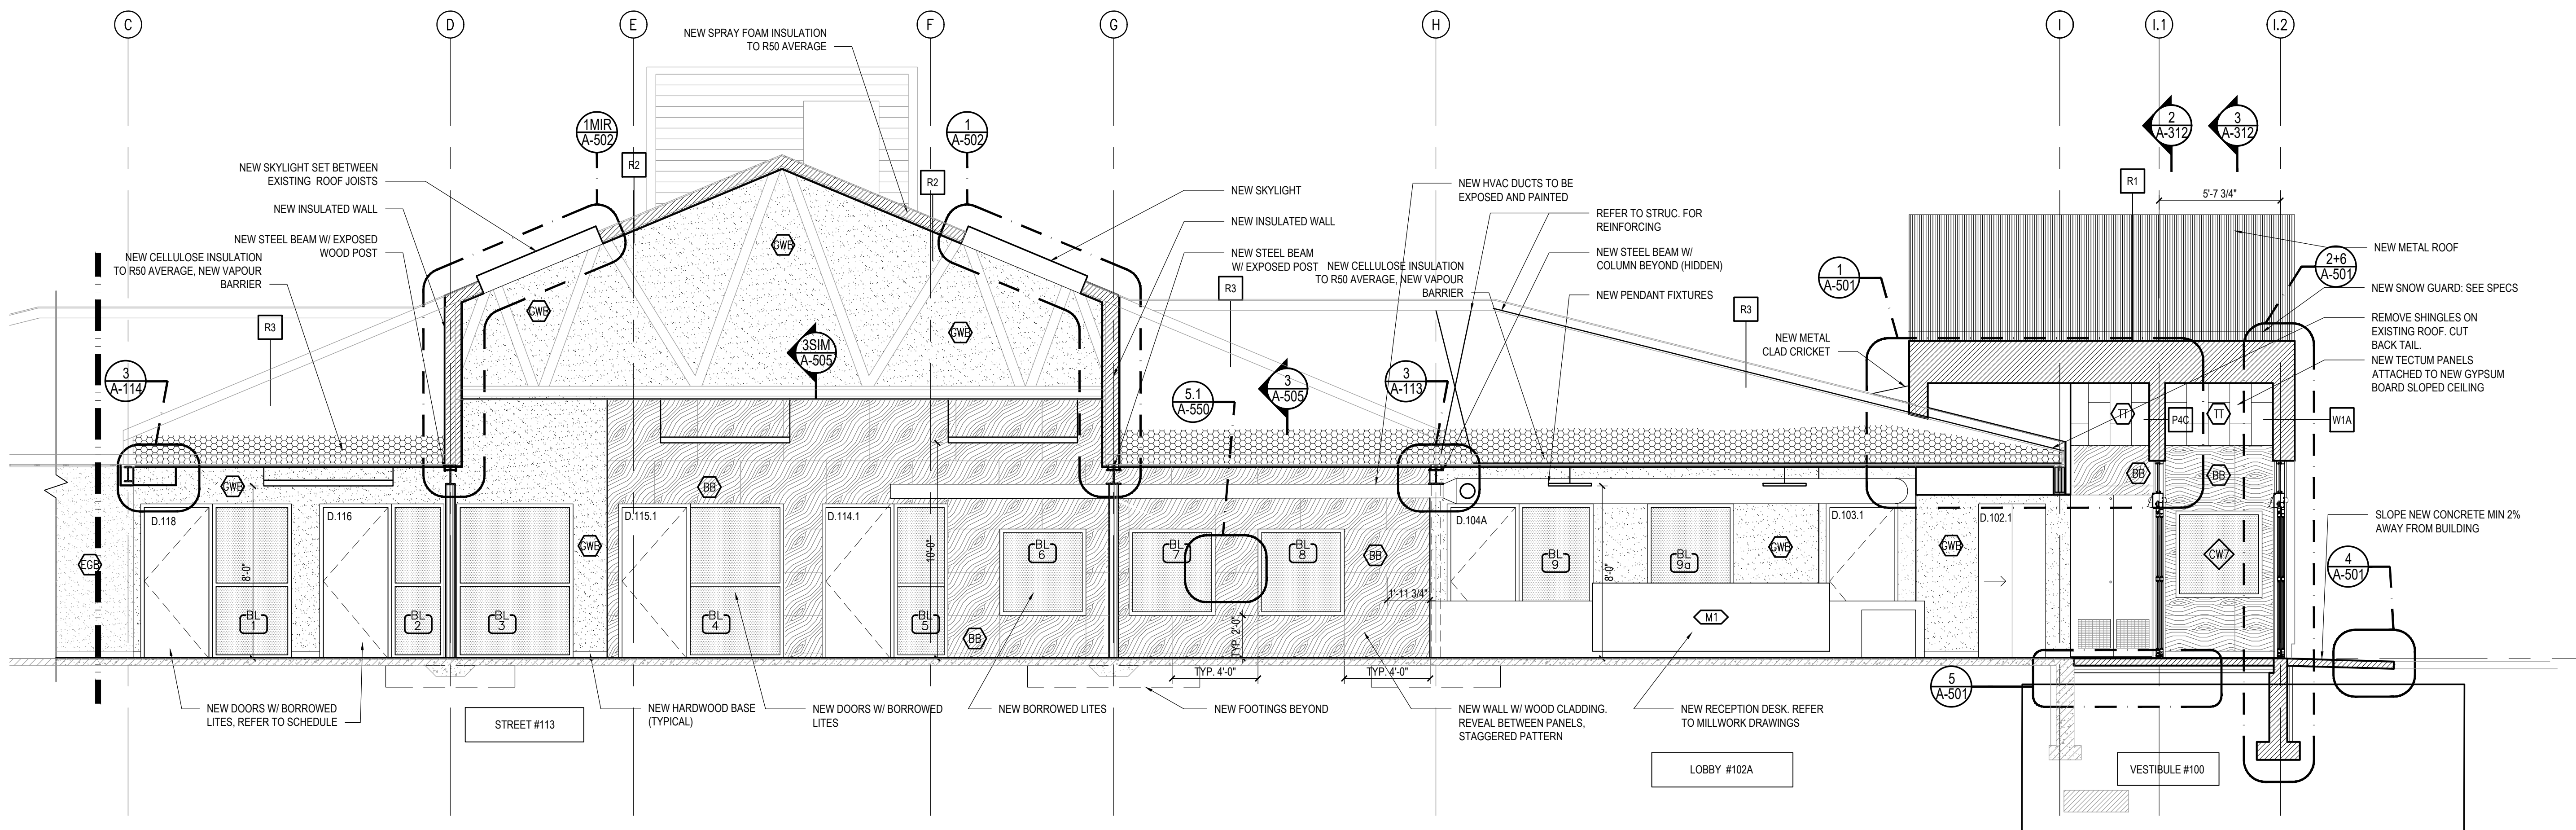 C
D
E
F
G
H
I
I.1
I.2
NEW SPRAY FOAM INSULATION
TO R50 AVERAGE
1MIR
A-502
1
A-502
2
A-312
3
A-312
R2
R2
R1
5'-7 3/4"
NEW SKYLIGHT SET BETWEEN
EXISTING ROOF JOISTS
NEW INSULATED WALL
NEW STEEL BEAM W/ EXPOSED
WOOD POST
NEW CELLULOSE INSULATION
TO R50 AVERAGE, NEW VAPOUR
BARRIER
NEW SKYLIGHT
NEW INSULATED WALL
NEW STEEL BEAM
W/ EXPOSED POST
NEW HVAC DUCTS TO BE
EXPOSED AND PAINTED
REFER TO STRUC. FOR
REINFORCING
NEW STEEL BEAM W/
COLUMN BEYOND (HIDDEN)
NEW CELLULOSE INSULATION
TO R50 AVERAGE, NEW VAPOUR
BARRIER
NEW PENDANT FIXTURES
NEW METAL
CLAD CRICKET
1
A-501
2+6
A-501
NEW METAL ROOF
NEW SNOW GUARD: SEE SPECS
REMOVE SHINGLES ON
EXISTING ROOF. CUT
BACK TAIL.
NEW TECTUM PANELS
ATTACHED TO NEW GYPSUM
BOARD SLOPED CEILING
R3
R3
R3
GWB
GWB
GWB
3SIM
A-505
3
A-114
5.1
A-550
3
A-505
3
A-113
TT
P4C
TT
W1A
GWB
BB
BB
BB
D.118
D.116
D.115.1
D.114.1
D.104A
D.103.1
D.102.1
EGB
GWB
BL
6
BL
7
BL
8
BB
BL
9
BL
9a
GWB
GWB
CW7
SLOPE NEW CONCRETE MIN 2%
AWAY FROM BUILDING
4
A-501
8'-0"
10'-0"
8'-0"
1'-11 3/4"
TYP. 2'-0"
BL
1
BL
2
BL
3
BL
4
BL
5
BB
M1
TYP. 4'-0"
TYP. 4'-0"
5
A-501
NEW DOORS W/ BORROWED
LITES, REFER TO SCHEDULE
STREET #113
NEW HARDWOOD BASE
(TYPICAL)
NEW DOORS W/ BORROWED
LITES
NEW BORROWED LITES
NEW FOOTINGS BEYOND
NEW WALL W/ WOOD CLADDING.
REVEAL BETWEEN PANELS,
STAGGERED PATTERN
NEW RECEPTION DESK. REFER
TO MILLWORK DRAWINGS
LOBBY #102A
VESTIBULE #100